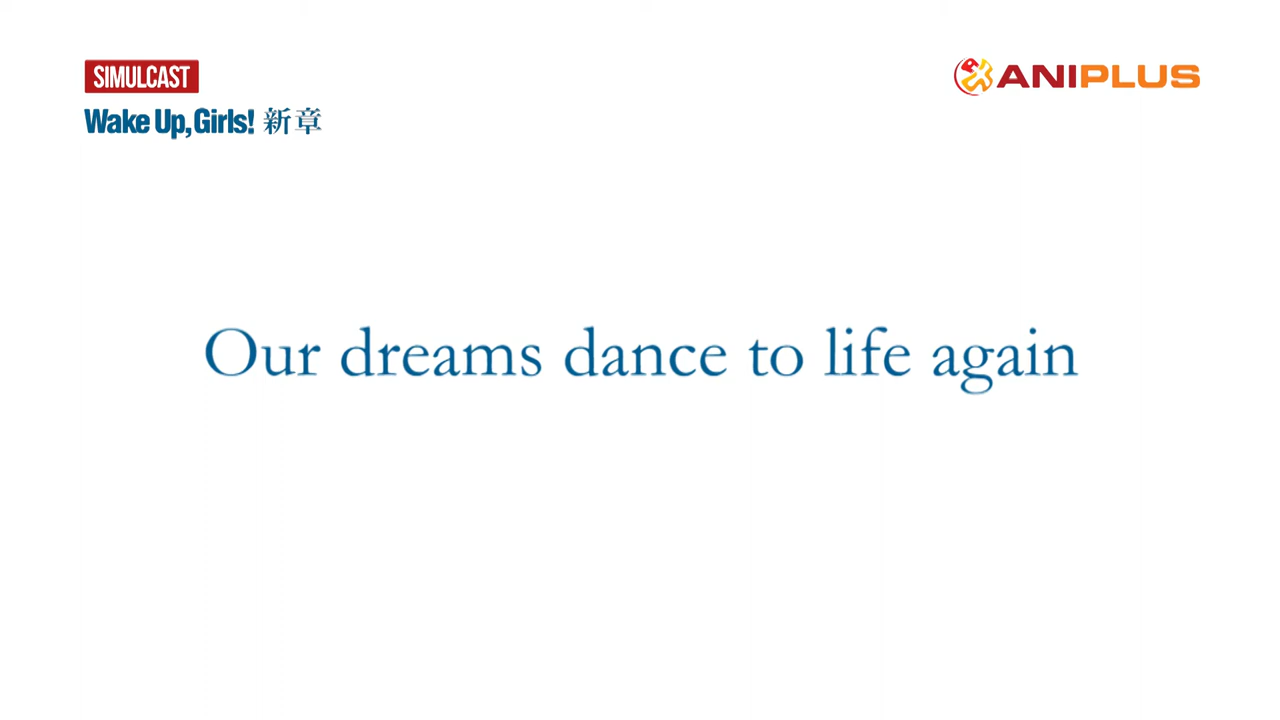 SIMULCAST
Wake Up, Girls! 新章
ANIPLUS
Our dreams dance to life again